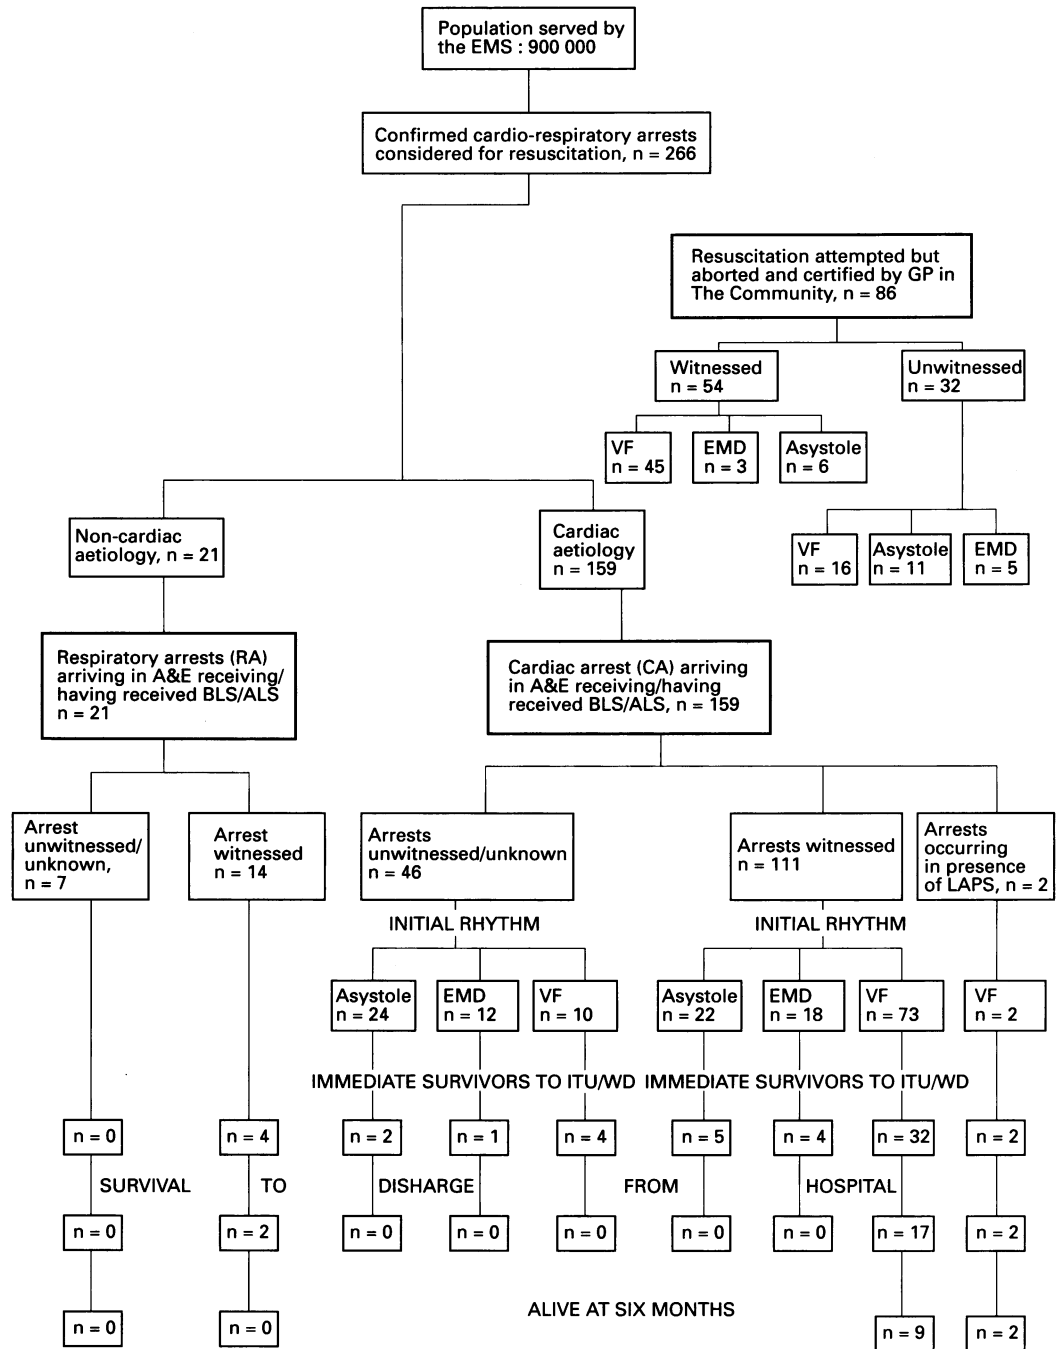 Population served by
the EMS : 900 000
Confirmed cardio-respiratory arrests
considered for resuscitation, n = 266
Resuscitation attempted but
aborted and certified by GP in
The Community, n = 86
Witnessed
n = 54
Unwitnessed
n = 32
VF
n = 45
EMD
n = 3
Asystole
n = 6
VF
n = 16
Asystole
n = 11
EMD
n = 5
Non-cardiac
aetiology, n = 21
Cardiac
aetiology
n = 159
Respiratory arrests (RA)
arriving in A&E receiving/
having received BLS/ALS
n = 21
Cardiac arrest (CA) arriving
in A&E receiving/having
received BLS/ALS, n = 159
Arrest
unwitnessed/
unknown,
n = 7
Arrest
witnessed
n = 14
Arrests
unwitnessed/unknown
n = 46
Arrests witnessed
n = 111
Arrests
occurring
in presence
of LAPS, n = 2
INITIAL RHYTHM
INITIAL RHYTHM
Asystole
n = 24
EMD
n = 12
VF
n = 10
Asystole
n = 22
EMD
n = 18
VF
n = 73
VF
n = 2
IMMEDIATE SURVIVORS TO ITU/WD
IMMEDIATE SURVIVORS TO ITU/WD
n = 0
n = 4
n = 2
n = 1
n = 4
n = 5
n = 4
n = 32
n = 2
SURVIVAL TO DISHARGE FROM HOSPITAL
n = 0
n = 2
n = 0
n = 0
n = 0
n = 0
n = 0
n = 17
n = 2
ALIVE AT SIX MONTHS
n = 0
n = 0
n = 9
n = 2